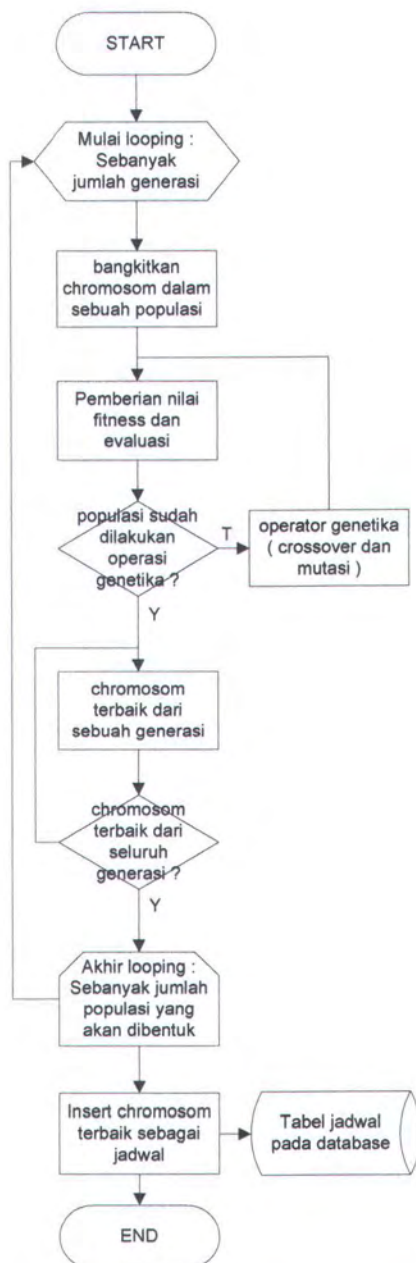 START
Mulai looping :
Sebanyak
jumlah generasi
bangkitkan
chromosom dalam
sebuah populasi
Pemberian nilai
fitness dan
evaluasi
populasi sudah
dilakukan
operasi
genetika ?
T
operator genetika
( crossover dan
mutasi )
Y
chromosom
terbaik dari
sebuah generasi
chromosom
terbaik dari
seluruh
generasi ?
Y
Akhir looping :
Sebanyak jumlah
populasi yang
akan dibentuk
Insert chromosom
terbaik sebagai
jadwal
Tabel jadwal
pada database
END